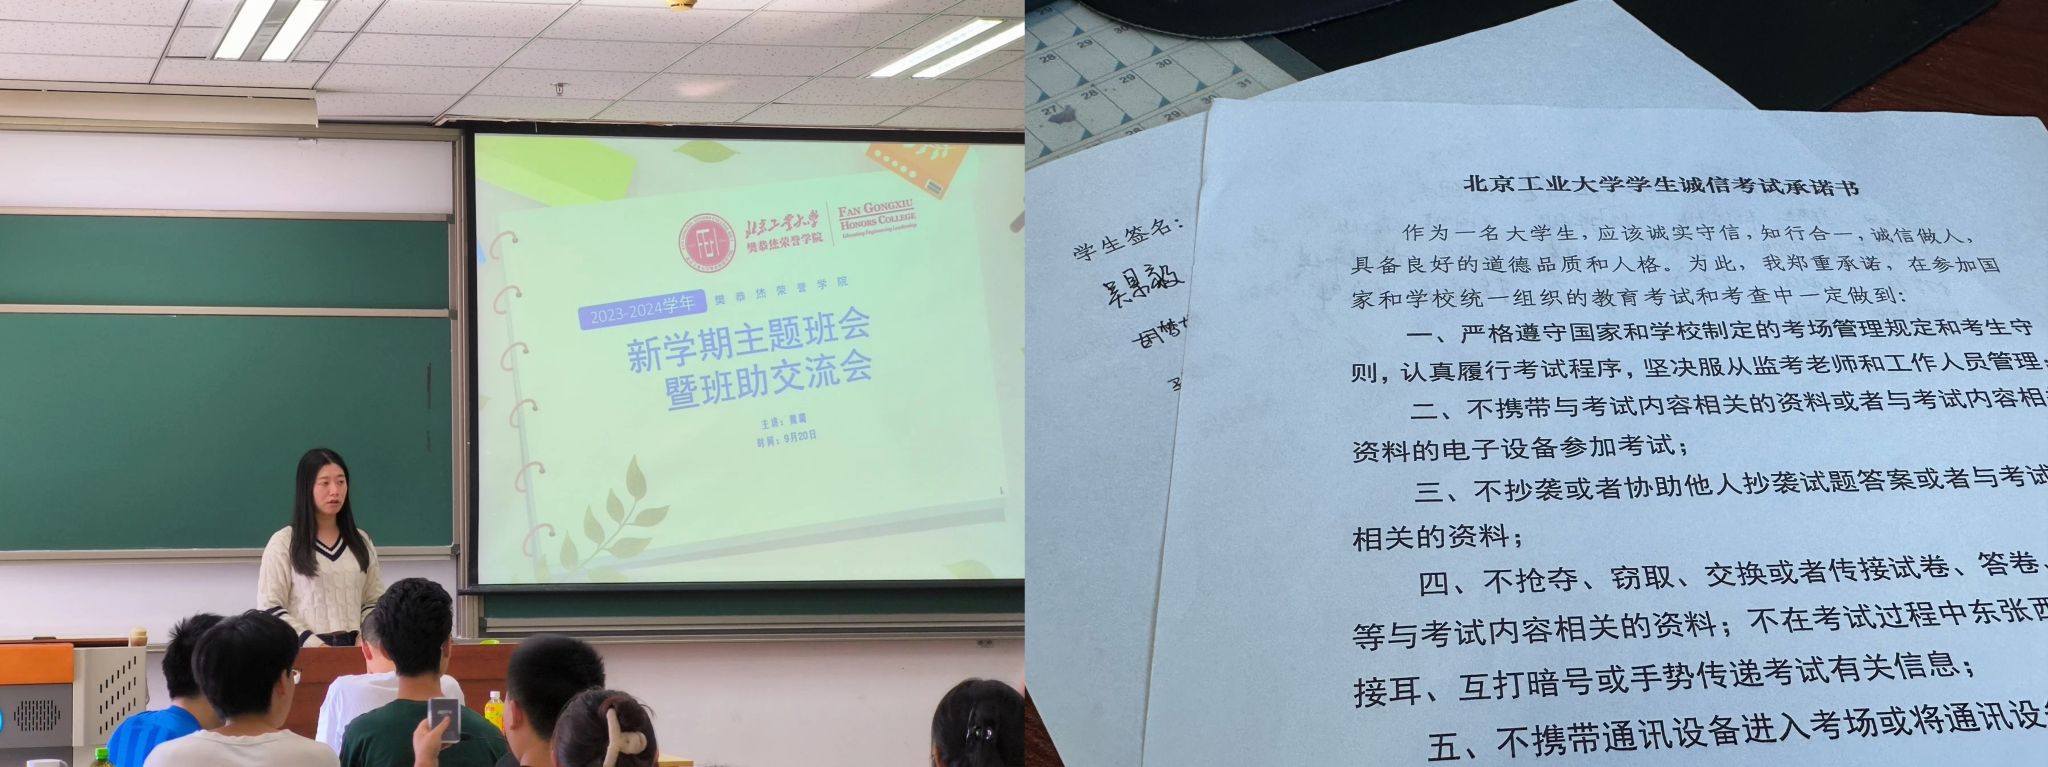 北京工业大学
樊恭烋荣誉学院
FAN GONGXIU
HONORS COLLEGE
Educating Engineering Leadership
2023-2024学年 樊恭烋荣誉学院
新学期主题班会
暨班助交流会
时间：9月20日
1
28 29 30
28 29 30
27 28 29 30 31
学生签名：
吴景毅
北京工业大学学生诚信考试承诺书
作为一名大学生，应该诚实守信，知行合一，诚信做人，
具备良好的道德品质和人格。为此，我郑重承诺，在参加国
家和学校统一组织的教育考试和考查中一定做到：
一、严格遵守国家和学校制定的考场管理规定和考生守
则，认真履行考试程序，坚决服从监考老师和工作人员管理；
二、不携带与考试内容相关的资料或者与考试内容相
资料的电子设备参加考试；
三、不抄袭或者协助他人抄袭试题答案或者与考试
相关的资料；
四、不抢夺、窃取、交换或者传接试卷、答卷、
等与考试内容相关的资料；不在考试过程中东张西
接耳、互打暗号或手势传递考试有关信息；
五、不携带通讯设备进入考场或将通讯设